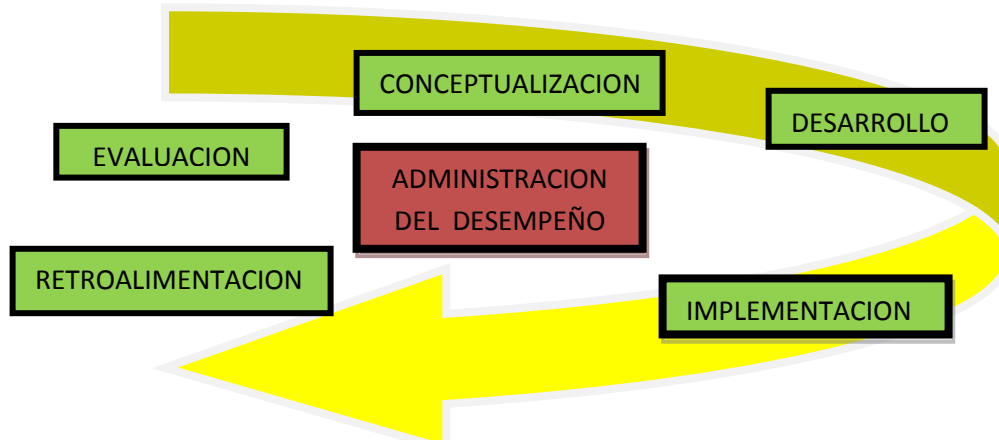 CONCEPTUALIZACION
DESARROLLO
EVALUACION
ADMINISTRACION
DEL DESEMPEÑO
RETROALIMENTACION
IMPLEMENTACION